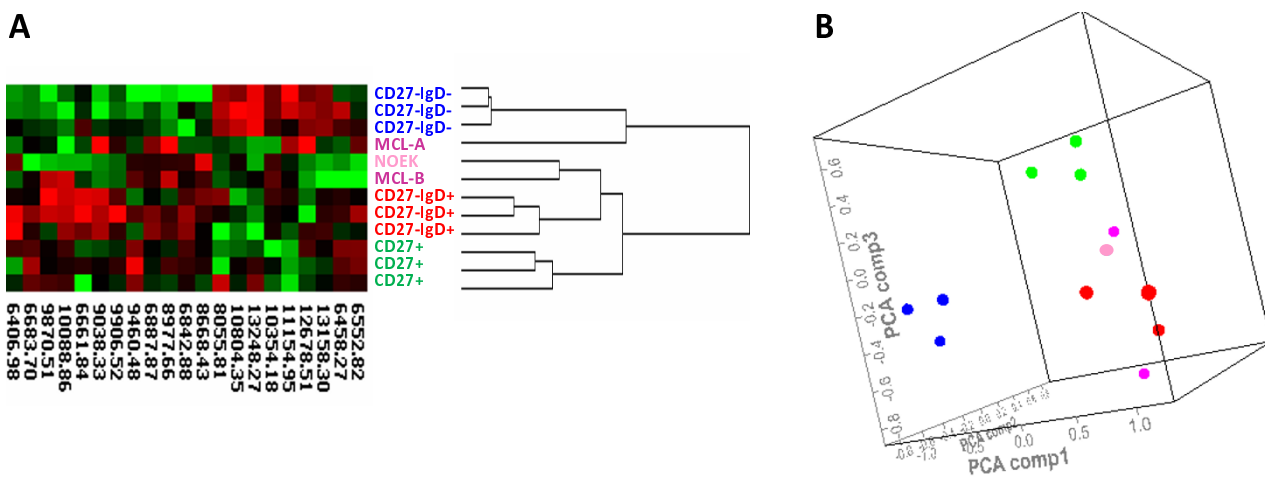 A
B
CD27-IgD-
CD27-IgD-
CD27-IgD-
MCL-A
NOEK
MCL-B
CD27-IgD+
CD27-IgD+
CD27-IgD+
CD27+
CD27+
CD27+
6406.98
6683.70
9870.51
10088.86
6661.84
9038.33
9906.52
9460.48
6887.87
8977.66
6842.88
8668.43
8055.81
10804.35
13248.27
10354.18
11154.95
12678.51
13158.30
6458.27
6552.82
0.6
0.4
0.2
0.0
-0.2
-0.4
-0.6
-0.8
PCA comp3
PCA comp2
-1.0
0.0
0.5
1.0
PCA comp1